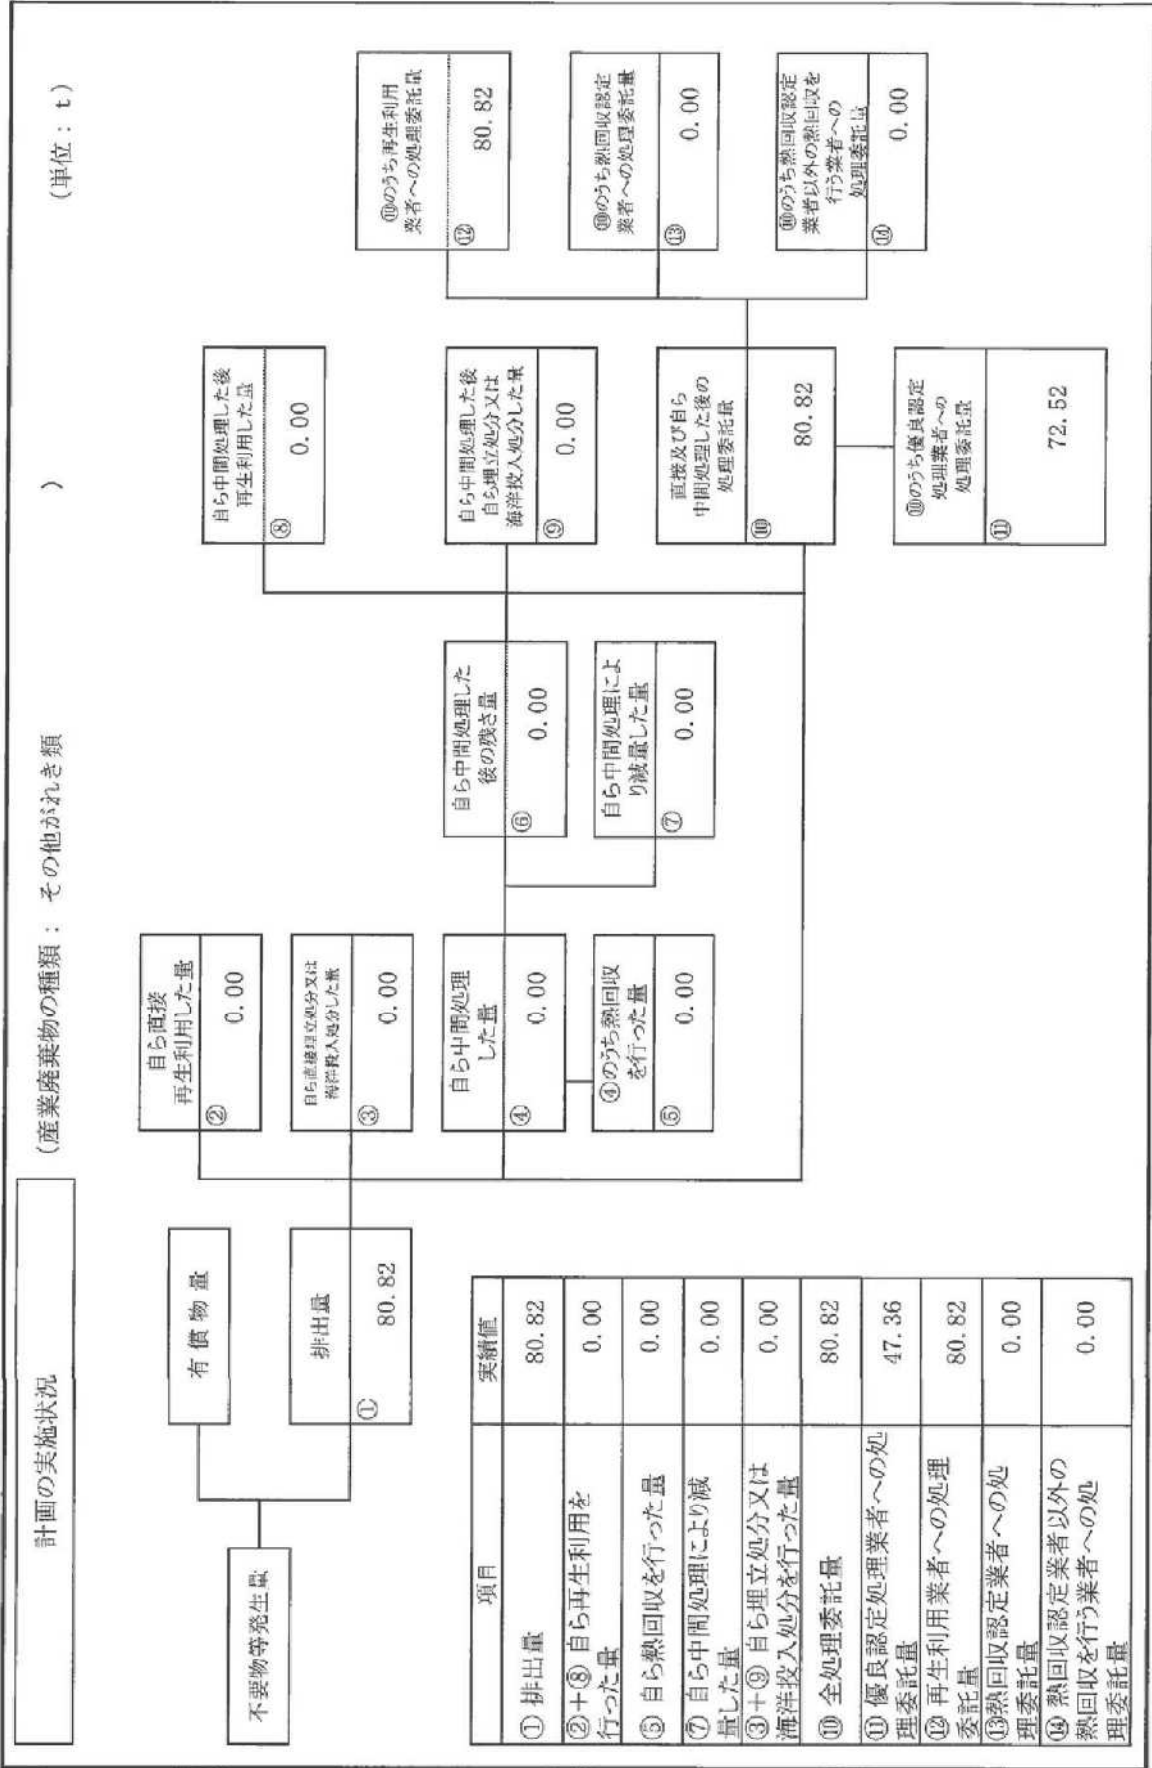 計画の実施状況
(産業廃棄物の種類： その他がれき類 )
(単位：t)
不要物等発生量
有償物量
排出量
①
80.82
自ら直接
再生利用した量
②
0.00
自ら直接埋立処分又は
海洋投入処分した量
③
0.00
自ら中間処理
した量
④
0.00
④のうち熱回収
を行った量
⑤
0.00
自ら中間処理した
後の残さ量
⑥
0.00
自ら中間処理によ
り減量した量
⑦
0.00
自ら中間処理した後
再生利用した量
⑧
0.00
自ら中間処理した後
自ら埋立処分又は
海洋投入処分した量
⑨
0.00
直接及び自ら
中間処理した後の
処理委託量
⑩
80.82
⑩のうち優良認定
処理業者への
処理委託量
⑪
72.52
⑩のうち再生利用
業者への処理委託量
⑫
80.82
⑩のうち熱回収認定
業者への処理委託量
⑬
0.00
⑩のうち熱回収認定
業者以外の熱回収を
行う業者への
処理委託量
⑭
0.00
項目 実績値
① 排出量 80.82
②＋⑧ 自ら再生利用を
行った量 0.00
⑤ 自ら熱回収を行った量 0.00
⑦ 自ら中間処理により減
量した量 0.00
③＋⑨ 自ら埋立処分又は
海洋投入処分を行った量 0.00
⑩ 全処理委託量 80.82
⑪ 優良認定処理業者への処
理委託量 47.36
⑫ 再生利用業者への処理
委託量 80.82
⑬熱回収認定業者への処
理委託量 0.00
⑭ 熱回収認定業者以外の
熱回収を行う業者への処
理委託量 0.00